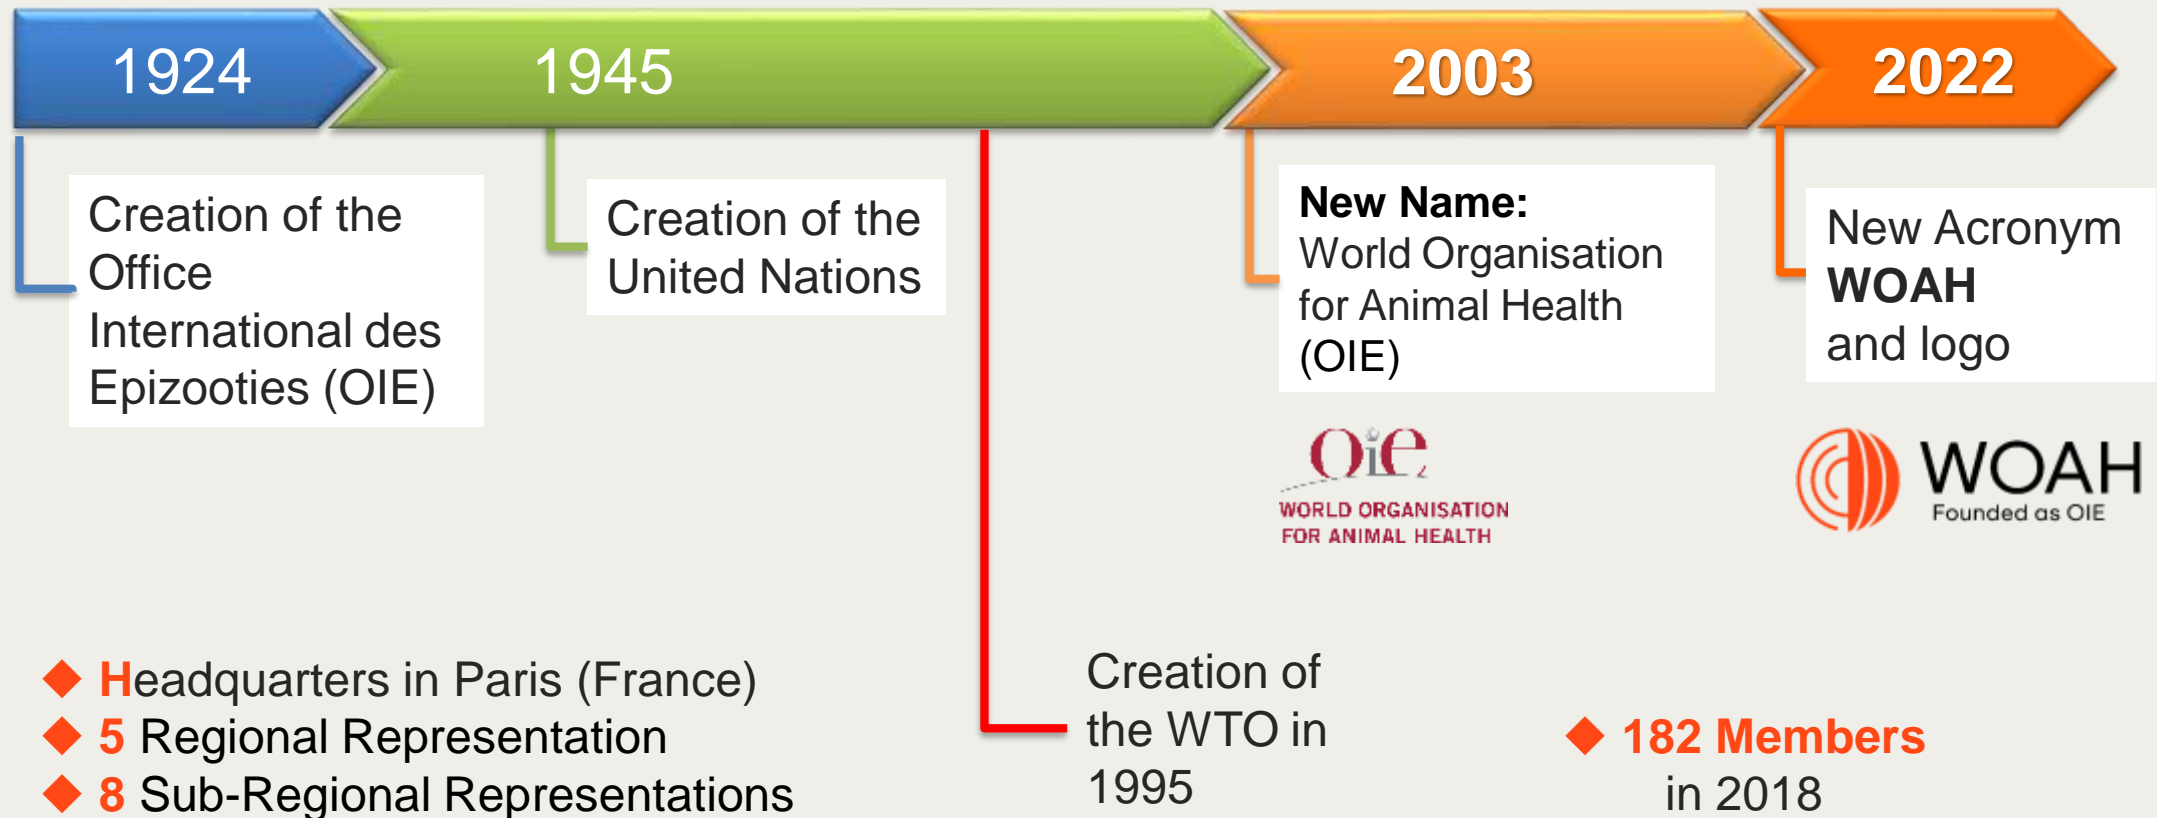 1924
1945
2003
2022
Creation of the
Office
International des
Epizooties (OIE)
Creation of the
United Nations
New Name:
World Organisation
for Animal Health
(OIE)
New Acronym
WOAH
and logo
Oie
WORLD ORGANISATION
FOR ANIMAL HEALTH
WOAH
Founded as OIE
Headquarters in Paris (France)
5 Regional Representation
8 Sub-Regional Representations
Creation of
the WTO in
1995
182 Members
in 2018